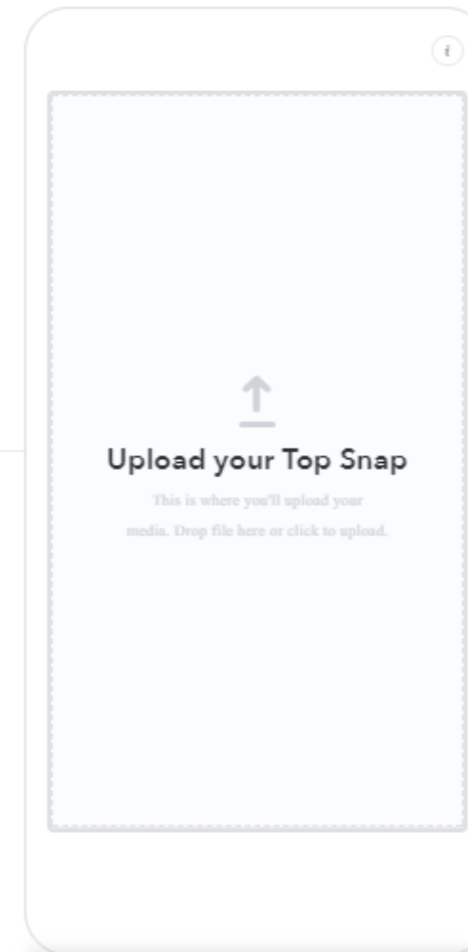 i
Upload your Top Snap
This is where you'll upload your
media. Drop file here or click to upload.